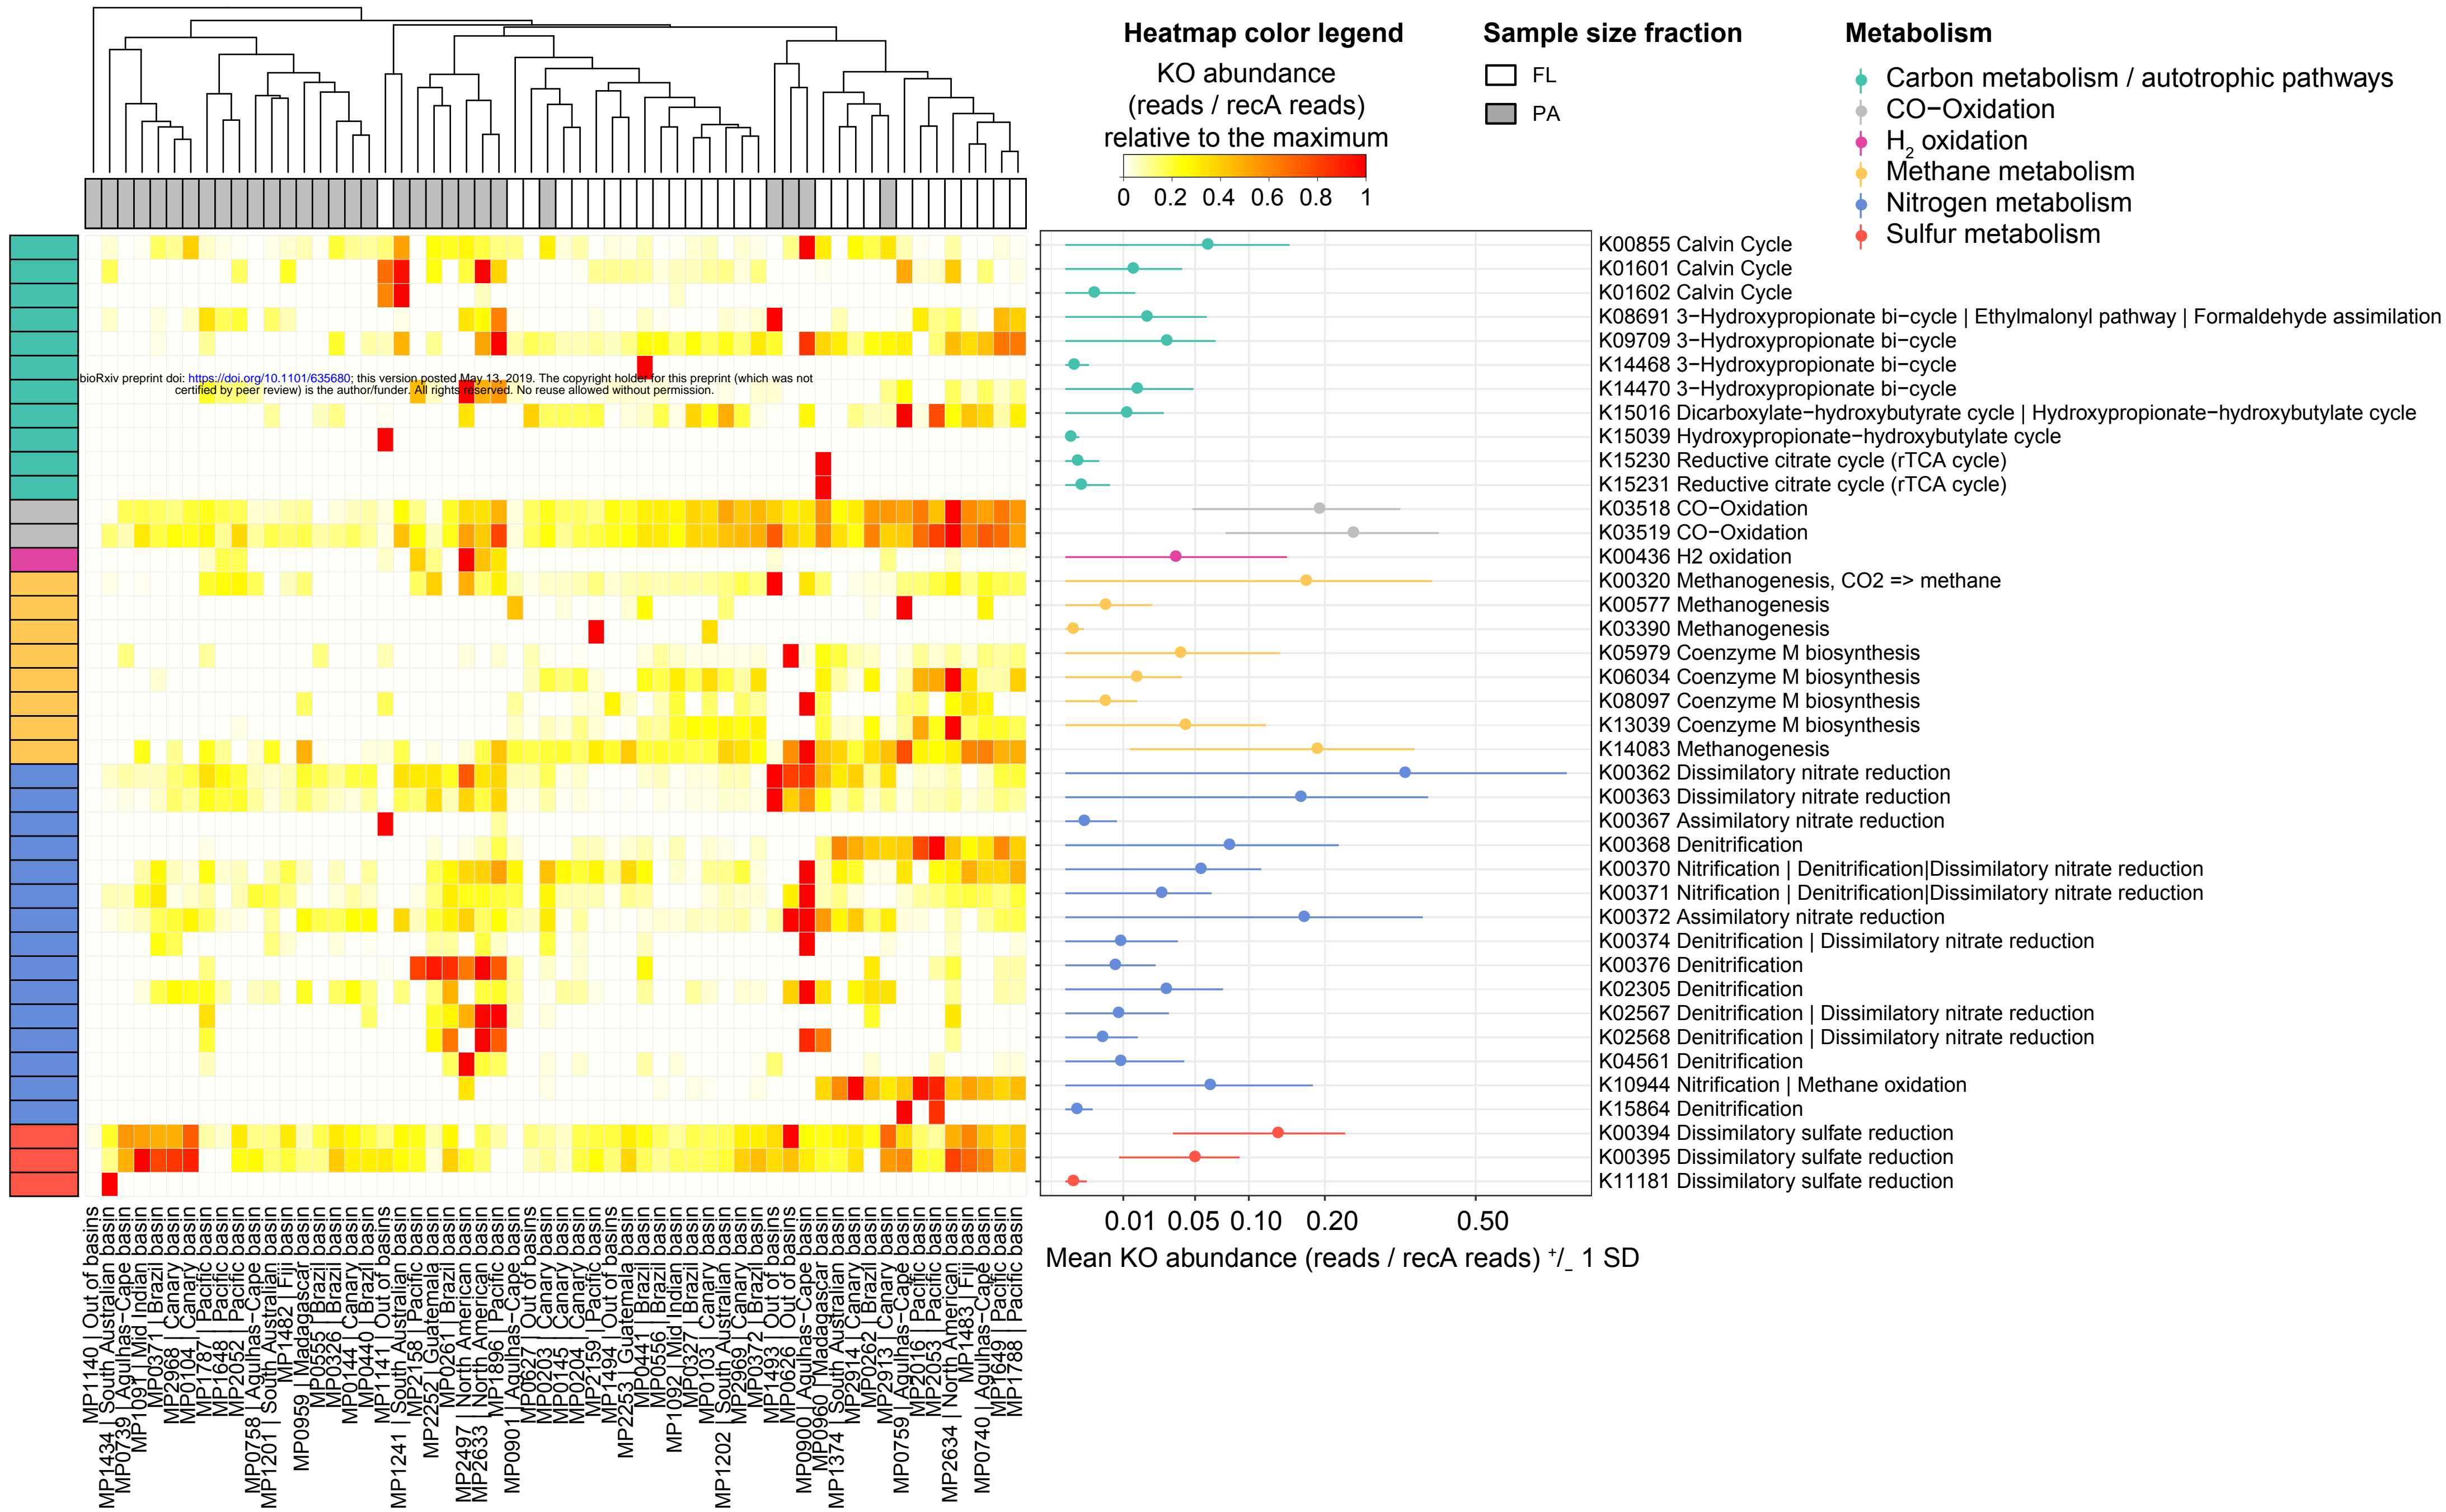 Heatmap color legend
KO abundance
(reads / recA reads)
relative to the maximum
0 0.2 0.4 0.6 0.8 1
Sample size fraction
FL
PA
Metabolism
Carbon metabolism / autotrophic pathways
CO−Oxidation
H2 oxidation
Methane metabolism
Nitrogen metabolism
Sulfur metabolism
bioRxiv preprint doi: https://doi.org/10.1101/635680; this version posted May 13, 2019. The copyright holder for this preprint (which was not
certified by peer review) is the author/funder. All rights reserved. No reuse allowed without permission.
K00855 Calvin Cycle
K01601 Calvin Cycle
K01602 Calvin Cycle
K08691 3−Hydroxypropionate bi−cycle | Ethylmalonyl pathway | Formaldehyde assimilation
K09709 3−Hydroxypropionate bi−cycle
K14468 3−Hydroxypropionate bi−cycle
K14470 3−Hydroxypropionate bi−cycle
K15016 Dicarboxylate−hydroxybutyrate cycle | Hydroxypropionate−hydroxybutylate cycle
K15039 Hydroxypropionate−hydroxybutylate cycle
K15230 Reductive citrate cycle (rTCA cycle)
K15231 Reductive citrate cycle (rTCA cycle)
K03518 CO−Oxidation
K03519 CO−Oxidation
K00436 H2 oxidation
K00320 Methanogenesis, CO2 => methane
K00577 Methanogenesis
K03390 Methanogenesis
K05979 Coenzyme M biosynthesis
K06034 Coenzyme M biosynthesis
K08097 Coenzyme M biosynthesis
K13039 Coenzyme M biosynthesis
K14083 Methanogenesis
K00362 Dissimilatory nitrate reduction
K00363 Dissimilatory nitrate reduction
K00367 Assimilatory nitrate reduction
K00368 Denitrification
K00370 Nitrification | Denitrification|Dissimilatory nitrate reduction
K00371 Nitrification | Denitrification|Dissimilatory nitrate reduction
K00372 Assimilatory nitrate reduction
K00374 Denitrification | Dissimilatory nitrate reduction
K00376 Denitrification
K02305 Denitrification
K02567 Denitrification | Dissimilatory nitrate reduction
K02568 Denitrification | Dissimilatory nitrate reduction
K04561 Denitrification
K10944 Nitrification | Methane oxidation
K15864 Denitrification
K00394 Dissimilatory sulfate reduction
K00395 Dissimilatory sulfate reduction
K11181 Dissimilatory sulfate reduction
0.01 0.05 0.10 0.20 0.50
Mean KO abundance (reads / recA reads) +/_ 1 SD
MP1140 | Out of basins
MP1434 | South Australian basin
MP0739 | Agulhas−Cape basin
MP1091 | Mid Indian basin
MP0371 | Brazil basin
MP2968 | Canary basin
MP0104 | Canary basin
MP1787 | Pacific basin
MP1648 | Pacific basin
MP2052 | Pacific basin
MP0758 | Agulhas−Cape basin
MP1201 | South Australian basin
MP1482 | Fiji basin
MP0959 | Madagascar basin
MP0555 | Brazil basin
MP0326 | Brazil basin
MP0144 | Canary basin
MP0440 | Brazil basin
MP1141 | Out of basins
MP1241 | South Australian basin
MP2158 | Pacific basin
MP2252 | Guatemala basin
MP0261 | Brazil basin
MP2497 | North American basin
MP2633 | North American basin
MP1896 | Pacific basin
MP0901 | Agulhas−Cape basin
MP0627 | Out of basins
MP0203 | Canary basin
MP0145 | Canary basin
MP0204 | Canary basin
MP2159 | Pacific basin
MP1494 | Out of basins
MP2253 | Guatemala basin
MP0441 | Brazil basin
MP0556 | Brazil basin
MP1092 | Mid Indian basin
MP0327 | Brazil basin
MP0103 | Canary basin
MP1202 | South Australian basin
MP2969 | Canary basin
MP0372 | Brazil basin
MP1493 | Out of basins
MP0626 | Out of basins
MP0900 | Agulhas−Cape basin
MP0960 | Madagascar basin
MP1374 | South Australian basin
MP2914 | Canary basin
MP0262 | Brazil basin
MP2913 | Canary basin
MP0759 | Agulhas−Cape basin
MP2016 | Pacific basin
MP2053 | Pacific basin
MP2634 | North American basin
MP1483 | Fiji basin
MP0740 | Agulhas−Cape basin
MP1649 | Pacific basin
MP1788 | Pacific basin